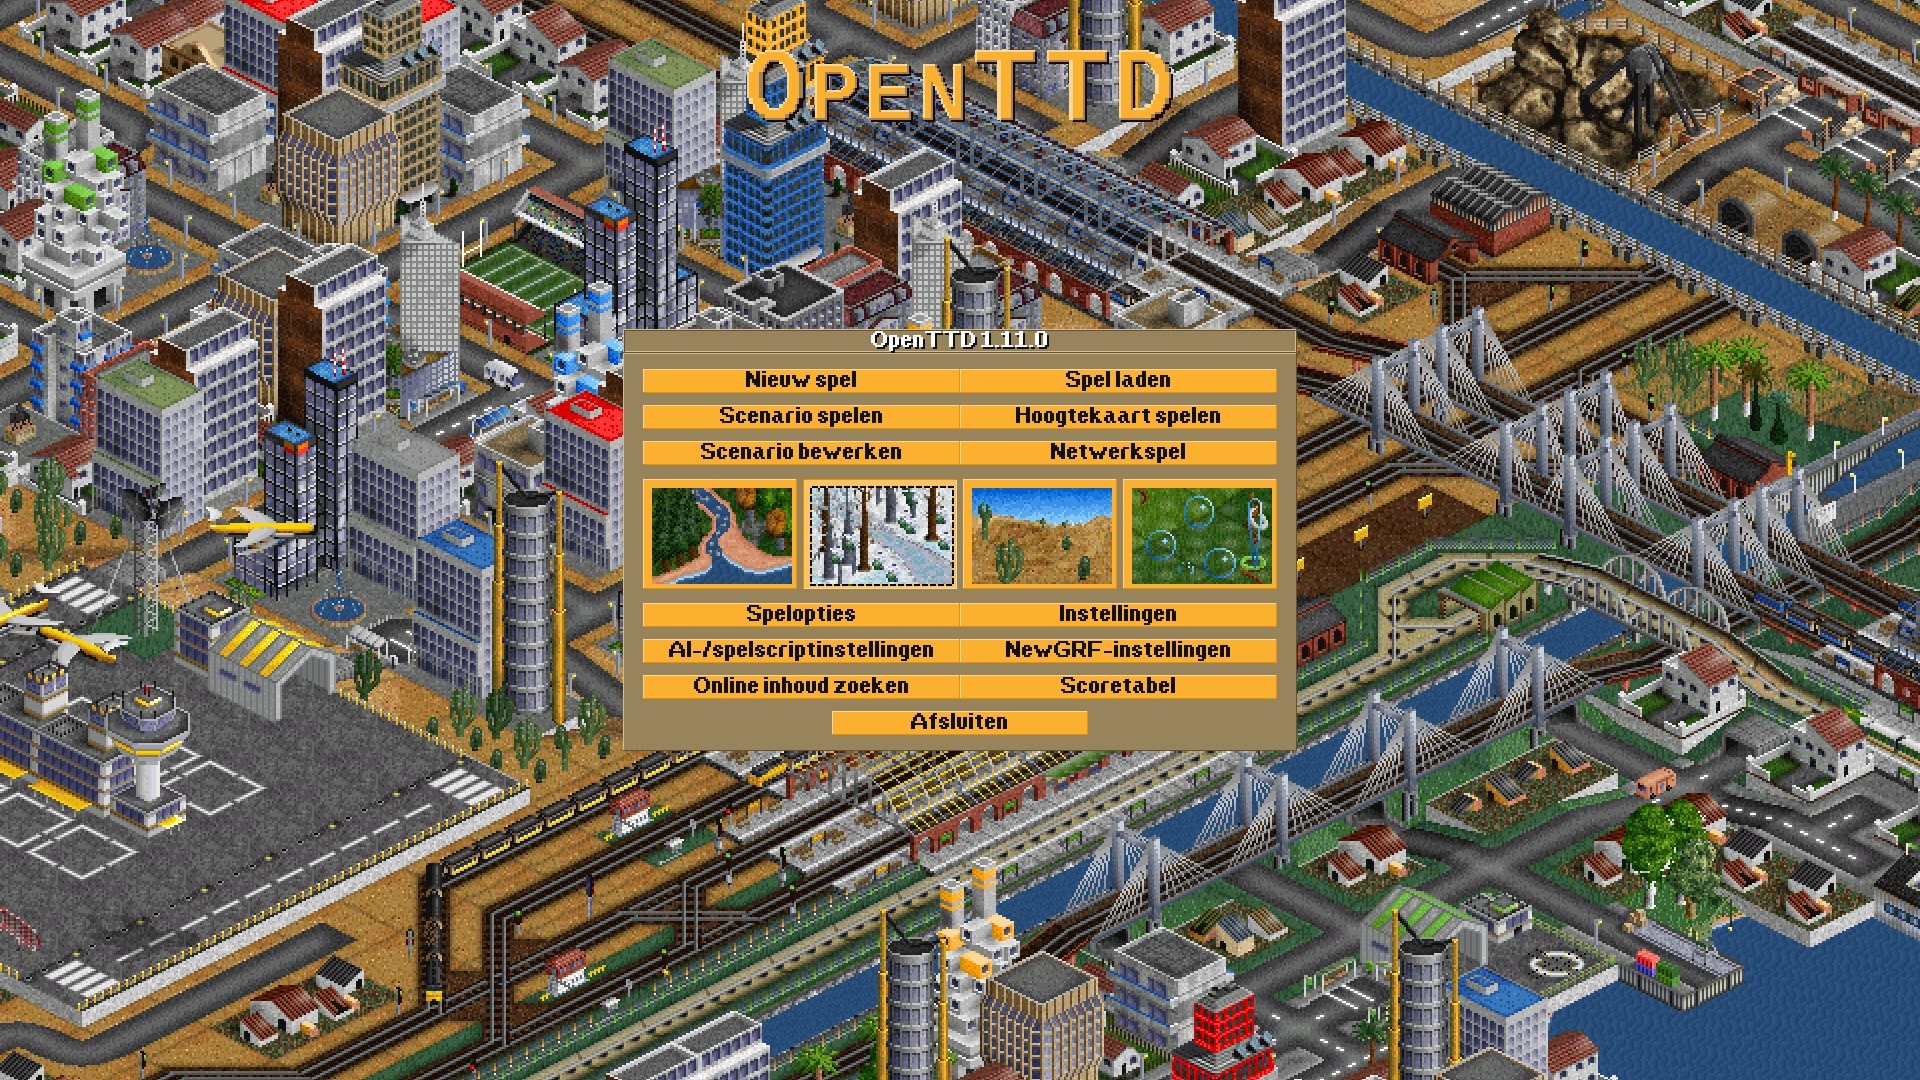 OpenTTD
OpenTTD 1.11.0
Nieuw spel
Spel laden
Scenario spelen
Hoogtekaart spelen
Scenario bewerken
Netwerkspel
Spelopties
Instellingen
AI-/spelscriptinstellingen
NewGRF-instellingen
Online inhoud zoeken
Scoretabel
Afsluiten